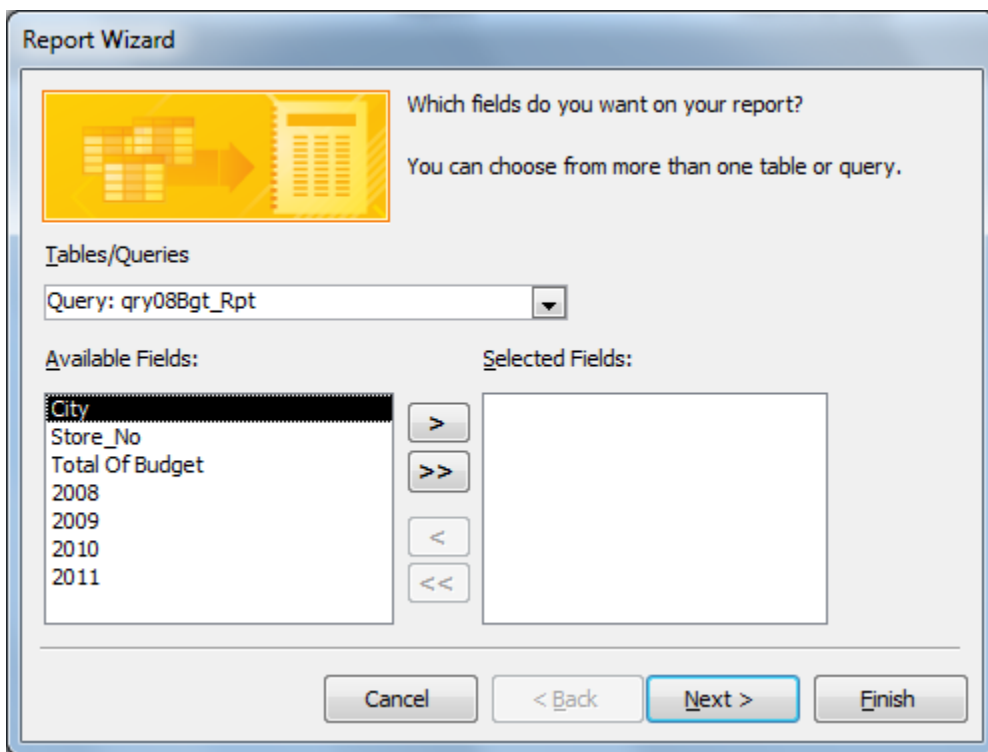 Report Wizard
Which fields do you want on your report?
You can choose from more than one table or query.
Tables/Queries
Query: qry08Bgt_Rpt
Available Fields:
Selected Fields:
City
Store_No
Total Of Budget
2008
2009
2010
2011
>
>>
<
<<
Cancel
< Back
Next >
Finish